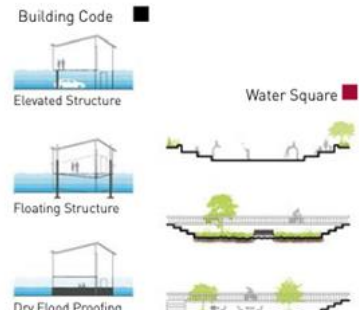 Building Code
Elevated Structure
Floating Structure
Dry Flood Proofing
Water Square